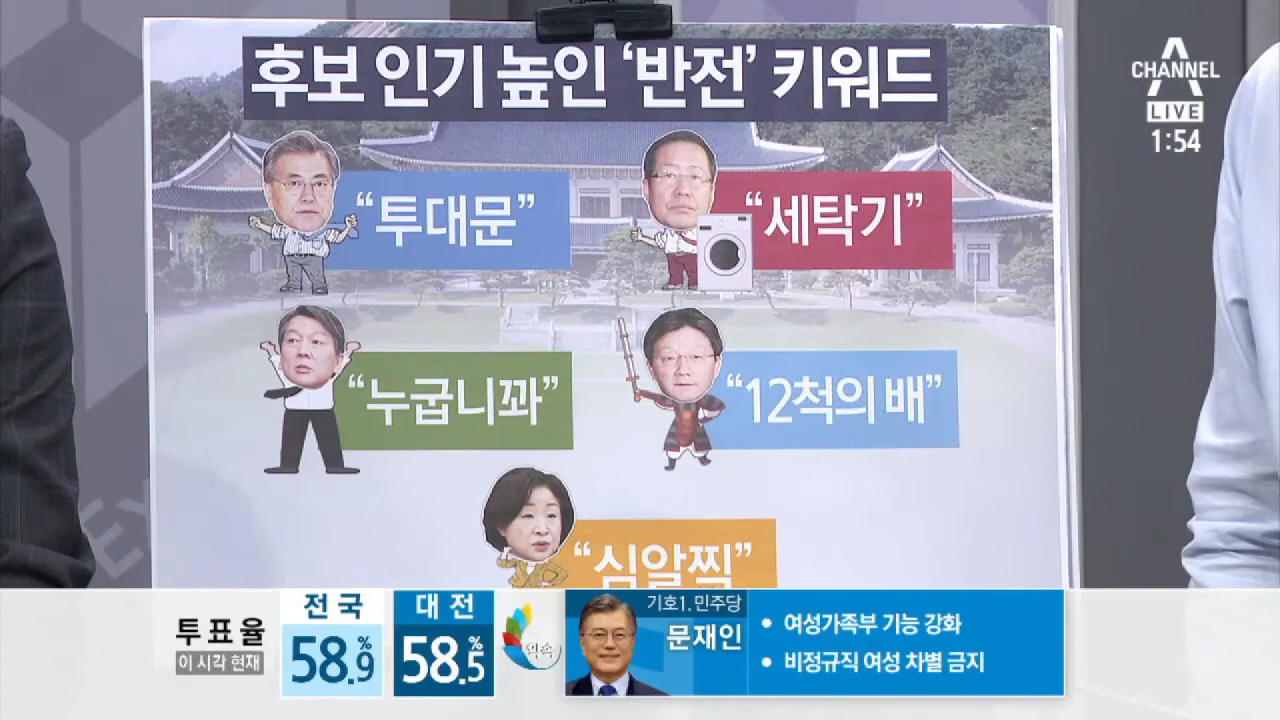 후보 인기 높인 ‘반전’ 키워드
CHANNEL A
LIVE
1:54
“투대문”
“세탁기”
“누굽니꽈”
“12척의 배”
“심알찍”
투표율
이 시각 현재
전국
58.9%
대전
58.5%
약속
기호1. 민주당
문재인
• 여성가족부 기능 강화
• 비정규직 여성 차별 금지